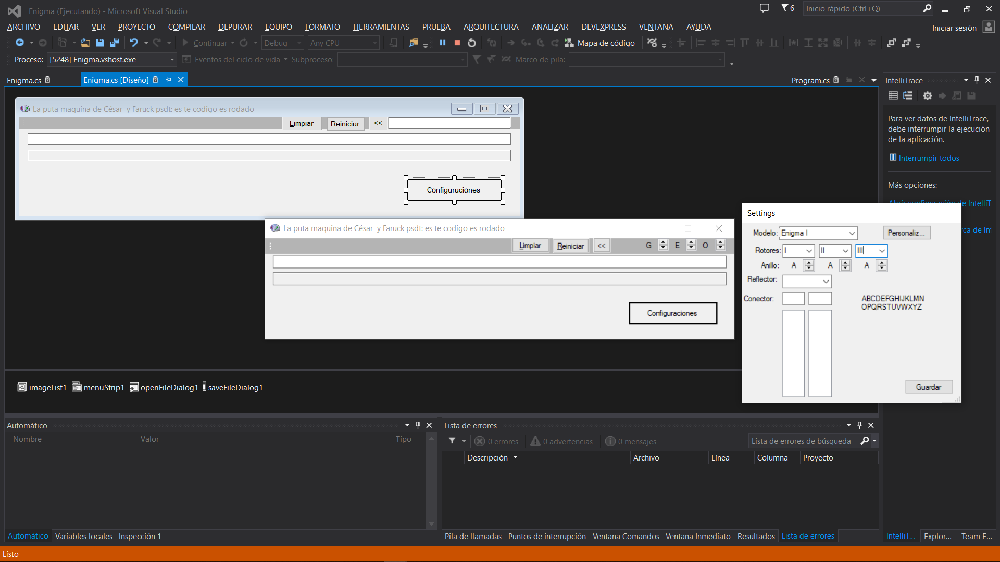 Enigma (Ejecutando) - Microsoft Visual Studio
6
Inicio rápido (Ctrl+Q)
ARCHIVO EDITAR VER PROYECTO COMPILAR DEPURAR EQUIPO FORMATO HERRAMIENTAS PRUEBA ARQUITECTURA ANALIZAR DEVEXPRESS VENTANA AYUDA
Iniciar sesión
Continuar Debug Any CPU Mapa de código
Proceso: [5248] Enigma.vshost.exe Eventos del ciclo de vida Subproceso: Marco de pila:
Enigma.cs Enigma.cs [Diseño] Program.cs
IntelliTrace
La puta maquina de César y Faruck psdt: es te codigo es rodado
Limpiar Reiniciar <<
Configuraciones
Para ver datos de IntelliTrace,
debe interrumpir la ejecución
de la aplicación.
Interrumpir todos
Más opciones:
Abrir configuración de IntelliT
rca de Int
La puta maquina de César y Faruck psdt: es te codigo es rodado
Limpiar Reiniciar << G E O
Configuraciones
Settings
Modelo: Enigma I Personaliz...
Rotores: I II III
Anillo: A A A
Reflector:
Conector:
ABCDEFGHIJKLMN
OPQRSTUVWXYZ
Guardar
imageList1 menuStrip1 openFileDialog1 saveFileDialog1
Automático
Nombre Valor Tipo
Lista de errores
0 errores 0 advertencias 0 mensajes Lista de errores de búsqueda
Descripción Archivo Línea Columna Proyecto
Automático Variables locales Inspección 1
Pila de llamadas Puntos de interrupción Ventana Comandos Ventana Inmediato Resultados Lista de errores
IntelliT... Explor... Team E...
Listo